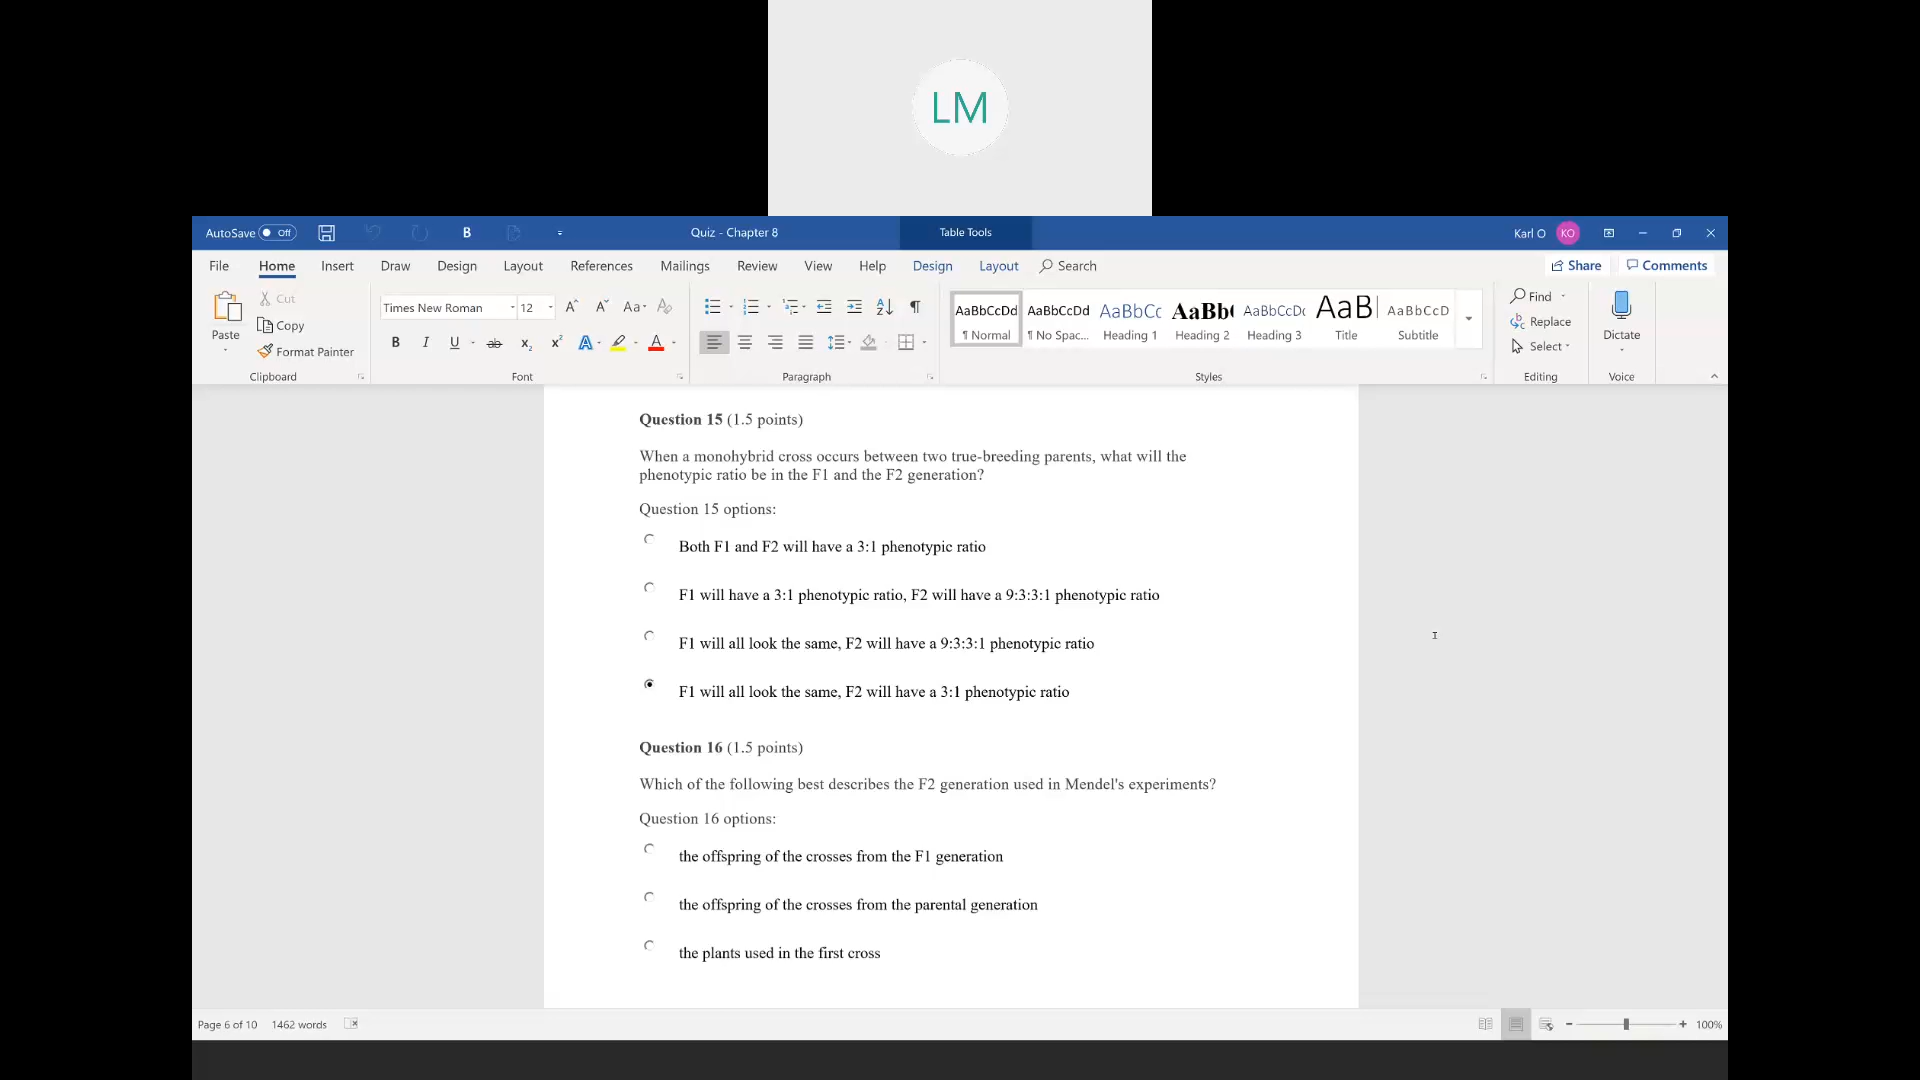 LM
AutoSave Off B Quiz - Chapter 8 Table Tools Karl O KO
File Home Insert Draw Design Layout References Mailings Review View Help Design Layout Search Share Comments
Paste
Cut
Copy
Format Painter
Clipboard
Times New Roman 12 Aa
B I U ab x₂ x² A A
Font
Paragraph
AaBbCcDd AaBbCcDd AaBbCc AaBbC AaBbCcDc AaB AaBbCcD
¶ Normal ¶ No Spac... Heading 1 Heading 2 Heading 3 Title Subtitle
Styles
Find
Replace
Select
Editing
Dictate
Voice
Question 15 (1.5 points)
When a monohybrid cross occurs between two true-breeding parents, what will the
phenotypic ratio be in the F1 and the F2 generation?
Question 15 options:
Both F1 and F2 will have a 3:1 phenotypic ratio
F1 will have a 3:1 phenotypic ratio, F2 will have a 9:3:3:1 phenotypic ratio
F1 will all look the same, F2 will have a 9:3:3:1 phenotypic ratio
F1 will all look the same, F2 will have a 3:1 phenotypic ratio
Question 16 (1.5 points)
Which of the following best describes the F2 generation used in Mendel's experiments?
Question 16 options:
the offspring of the crosses from the F1 generation
the offspring of the crosses from the parental generation
the plants used in the first cross
Page 6 of 10 1462 words 100%